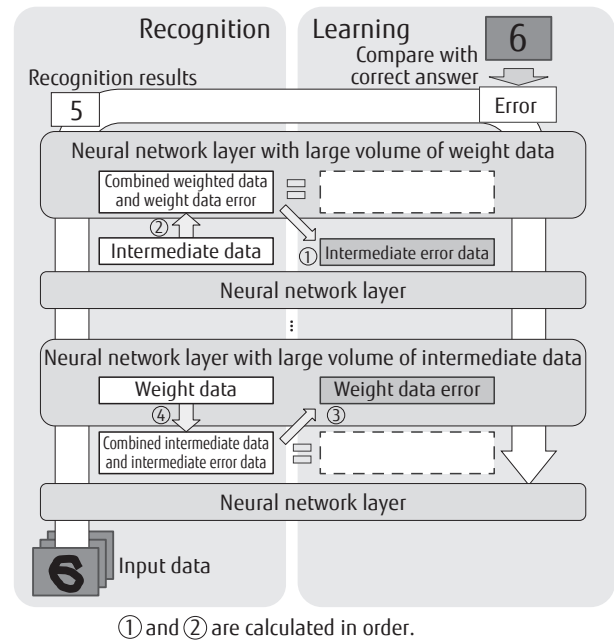 Recognition
Learning
6
Compare with
correct answer
Recognition results
5
Error
Neural network layer with large volume of weight data
Combined weighted data
and weight data error
②
①
Intermediate data
Intermediate error data
Neural network layer
⋮
Neural network layer with large volume of intermediate data
Weight data
Weight data error
④
③
Combined intermediate data
and intermediate error data
Neural network layer
6
Input data
① and ② are calculated in order.